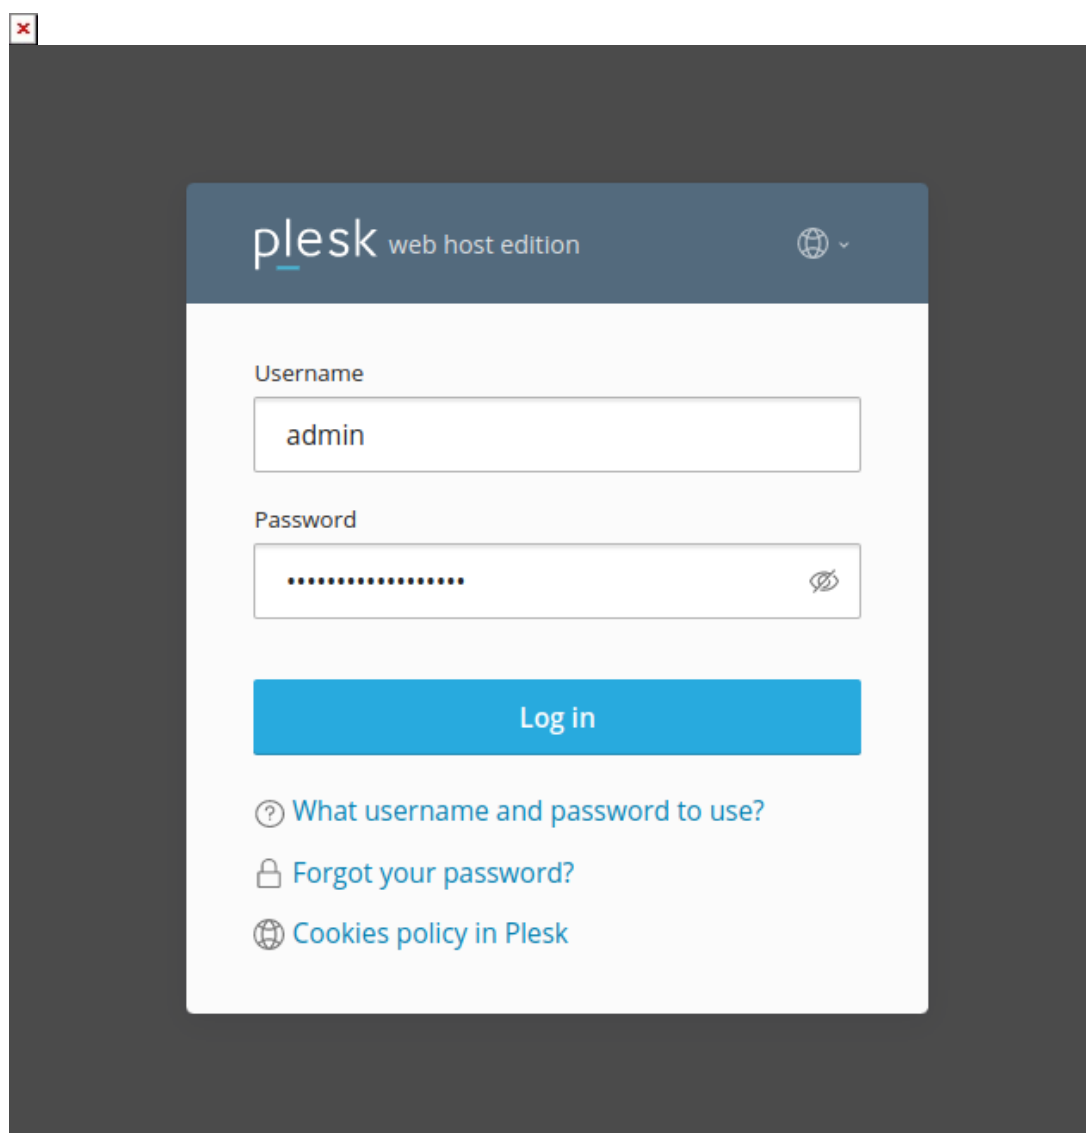 plesk web host edition
Username
admin
Password
••••••••••••••••••
Log in
What username and password to use?
Forgot your password?
Cookies policy in Plesk